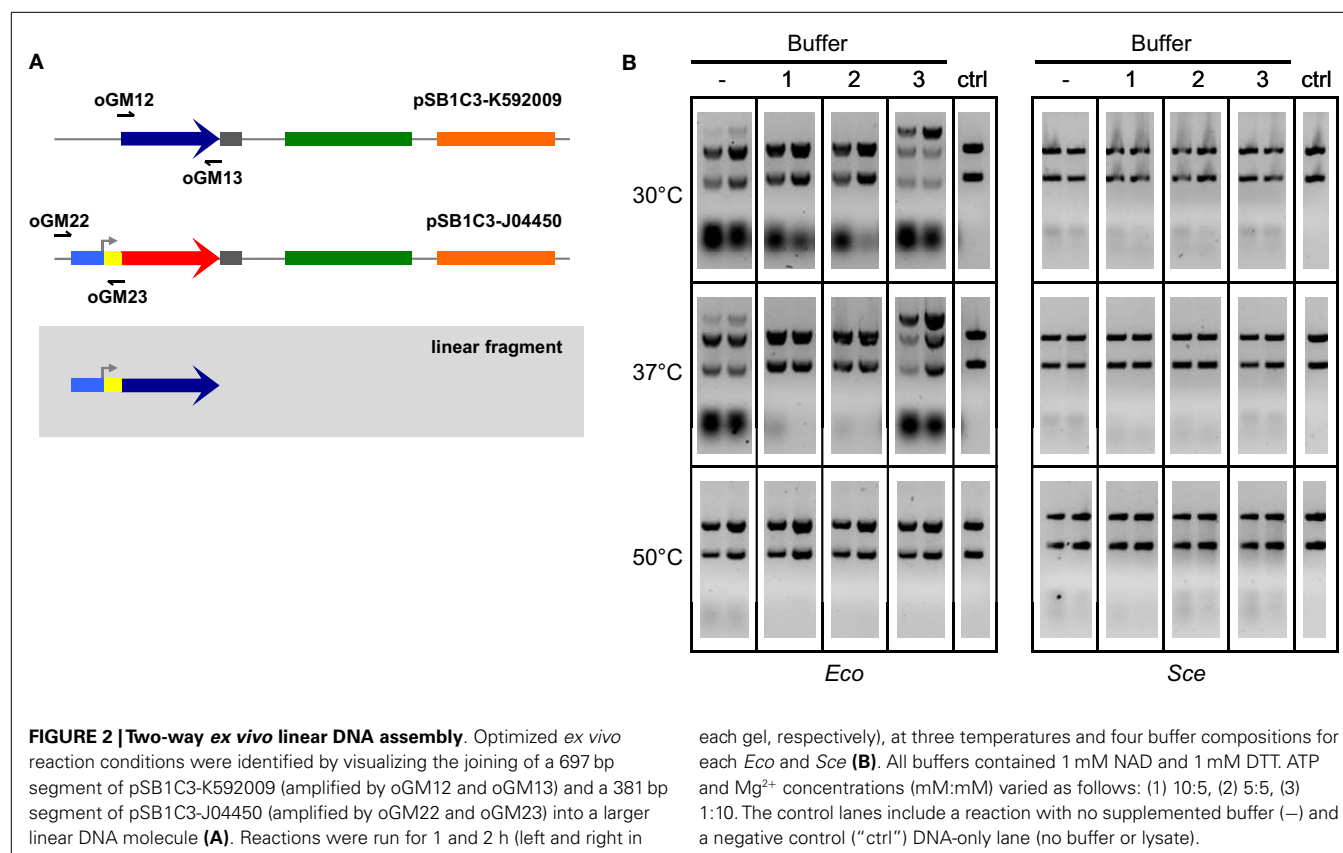 A
oGM12
pSB1C3-K592009
oGM13
oGM22
pSB1C3-J04450
oGM23
linear fragment
B
Buffer
- 1 2 3 ctrl
Buffer
- 1 2 3 ctrl
30°C
37°C
50°C
Eco
Sce
FIGURE 2 | Two-way ex vivo linear DNA assembly. Optimized ex vivo
reaction conditions were identified by visualizing the joining of a 697 bp
segment of pSB1C3-K592009 (amplified by oGM12 and oGM13) and a 381 bp
segment of pSB1C3-J04450 (amplified by oGM22 and oGM23) into a larger
linear DNA molecule (A). Reactions were run for 1 and 2 h (left and right in
each gel, respectively), at three temperatures and four buffer compositions for
each Eco and Sce (B). All buffers contained 1 mM NAD and 1 mM DTT. ATP
and Mg²⁺ concentrations (mM:mM) varied as follows: (1) 10:5, (2) 5:5, (3)
1:10. The control lanes include a reaction with no supplemented buffer (−) and
a negative control (“ctrl”) DNA-only lane (no buffer or lysate).